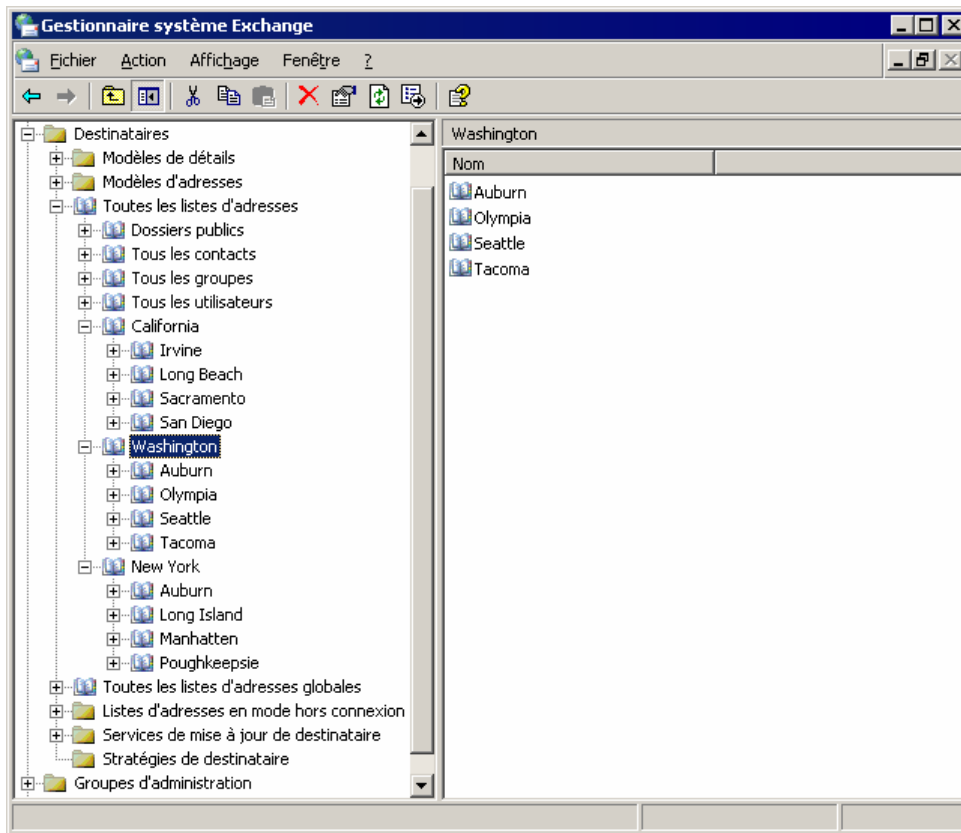 Gestionnaire système Exchange
Fichier Action Affichage Fenêtre ?
Destinataires
Modèles de détails
Modèles d'adresses
Toutes les listes d'adresses
Dossiers publics
Tous les contacts
Tous les groupes
Tous les utilisateurs
California
Irvine
Long Beach
Sacramento
San Diego
Washington
Auburn
Olympia
Seattle
Tacoma
New York
Auburn
Long Island
Manhatten
Poughkeepsie
Toutes les listes d'adresses globales
Listes d'adresses en mode hors connexion
Services de mise à jour de destinataire
Stratégies de destinataire
Groupes d'administration
Washington
Nom
Auburn
Olympia
Seattle
Tacoma